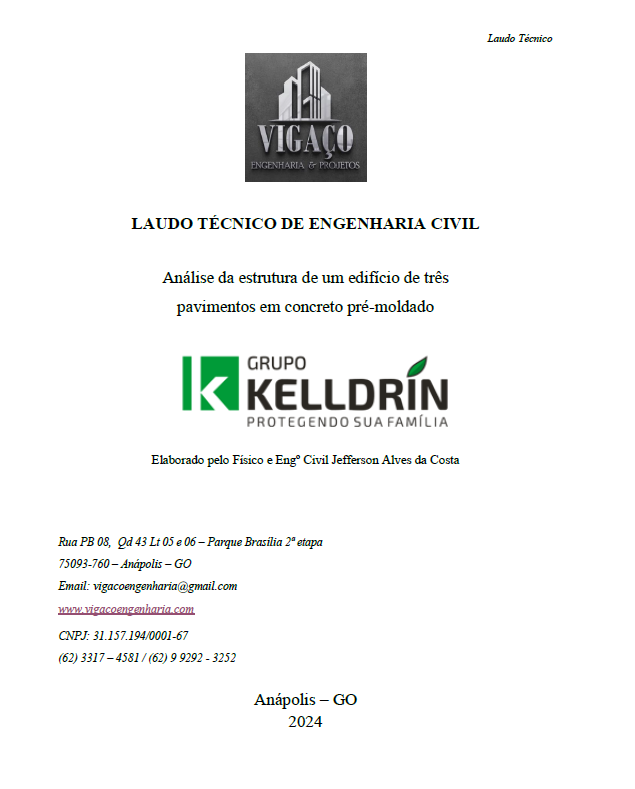 Laudo Técnico
VIGAÇO
ENGENHARIA & PROJETOS
LAUDO TÉCNICO DE ENGENHARIA CIVIL
Análise da estrutura de um edifício de três
pavimentos em concreto pré-moldado
GRUPO
KELLDRIN
PROTEGENDO SUA FAMÍLIA
Elaborado pelo Físico e Engº Civil Jefferson Alves da Costa
Rua PB 08, Qd 43 Lt 05 e 06 – Parque Brasília 2ª etapa
75093-760 – Anápolis – GO
Email: vigacoengenharia@gmail.com
www.vigacoengenharia.com
CNPJ: 31.157.194/0001-67
(62) 3317 – 4581 / (62) 9 9292 - 3252
Anápolis – GO
2024